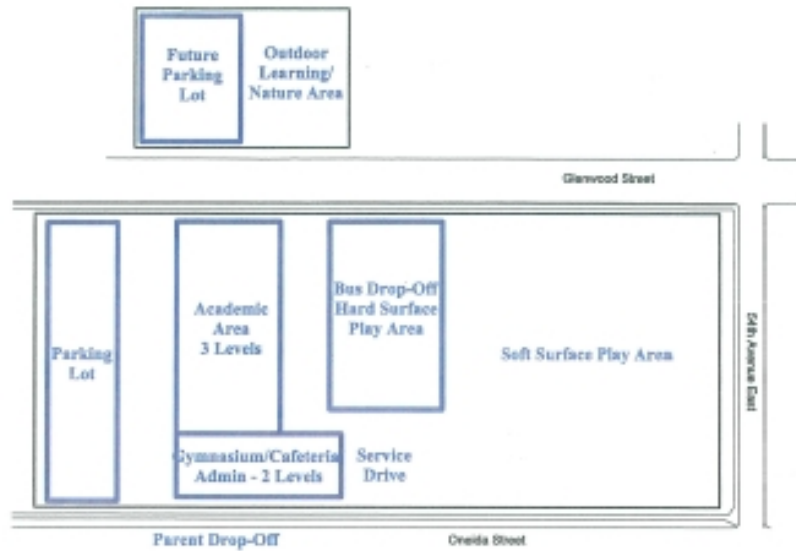 Future
Parking
Lot
Outdoor
Learning/
Nature Area
Glenwood Street
Parking
Lot
Academic
Area
3 Levels
Bus Drop-Off
Hard Surface
Play Area
Soft Surface Play Area
54th Avenue East
Gymnasium/Cafeteria
Admin - 2 Levels
Service
Drive
Parent Drop-Off
Oneida Street